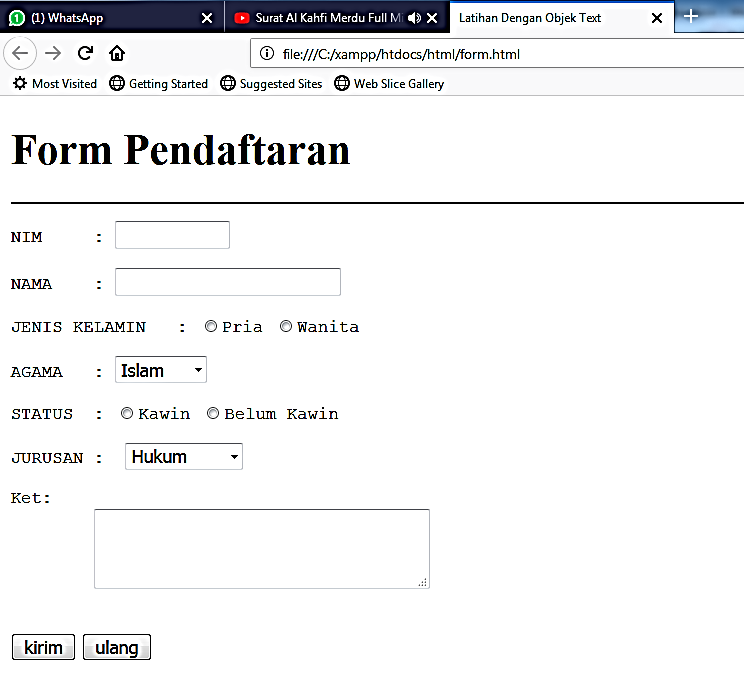 (1) WhatsApp
Surat Al Kahfi Merdu Full Mi
Latihan Dengan Objek Text
file:///C:/xampp/htdocs/html/form.html
Most Visited Getting Started Suggested Sites Web Slice Gallery
Form Pendaftaran
NIM :
NAMA :
JENIS KELAMIN : Pria Wanita
AGAMA : Islam
STATUS : Kawin Belum Kawin
JURUSAN : Hukum
Ket:
kirim ulang